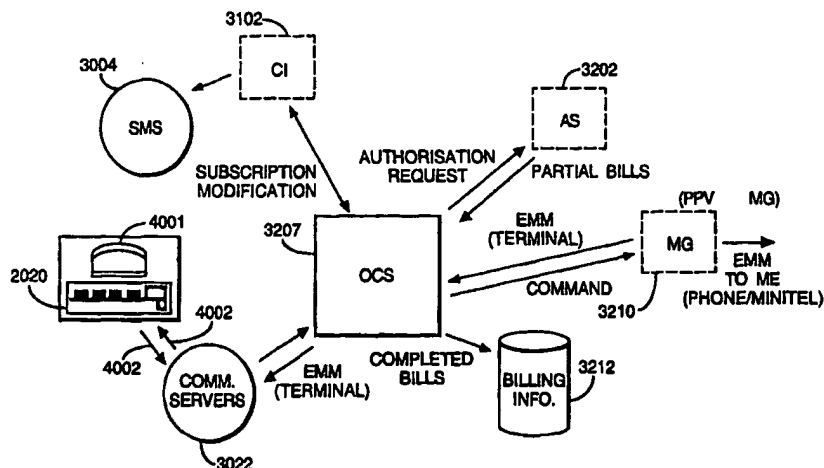 3102
CI
3004
SMS
3202
AS
SUBSCRIPTION
MODIFICATION
AUTHORISATION
REQUEST
PARTIAL BILLS
(PPV MG)
4001
2020
3207
OCS
EMM
(TERMINAL)
MG
EMM
TO ME
(PHONE/MINITEL)
COMMAND
3210
4002
4002
COMM.
SERVERS
3022
EMM
(TERMINAL)
COMPLETED
BILLS
BILLING
INFO.
3212